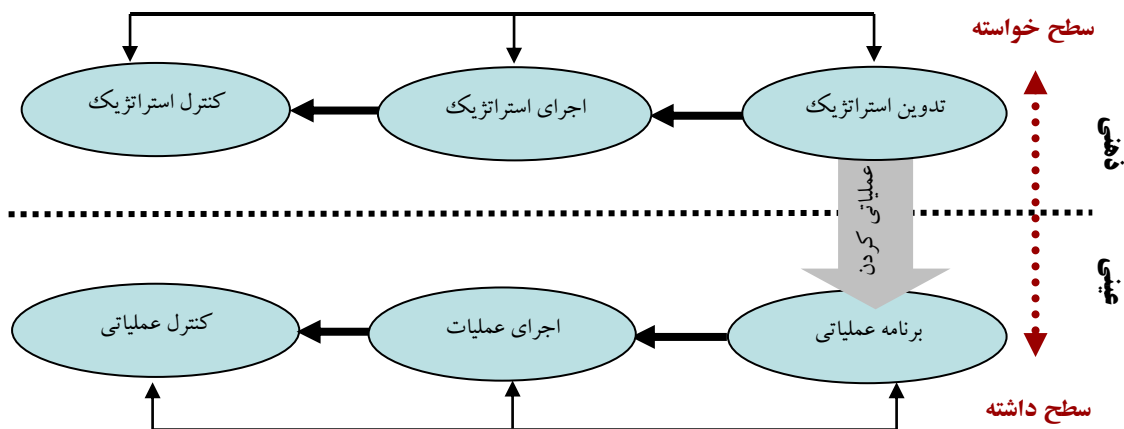 سطح خواسته
تدوین استراتژیک
اجرای استراتژیک
کنترل استراتژیک
ذهنی
عملیاتی کردن
عینی
برنامه عملیاتی
اجرای عملیات
کنترل عملیاتی
سطح داشته